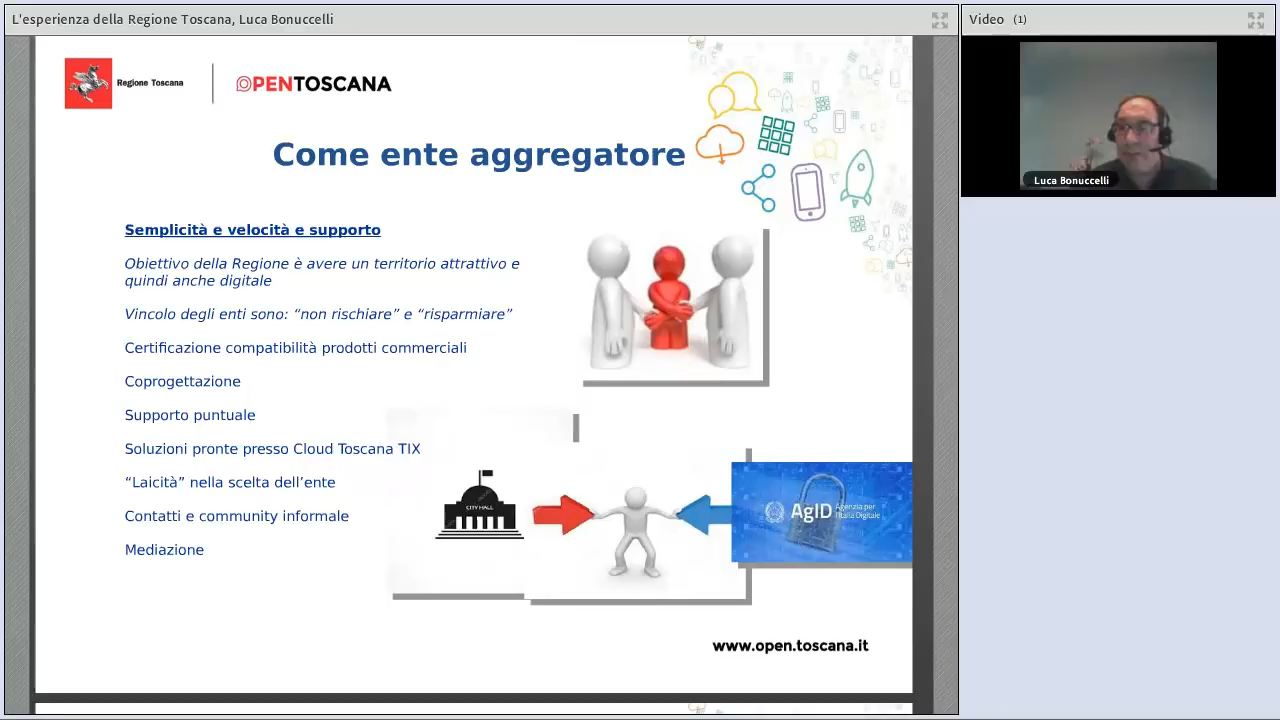 L'esperienza della Regione Toscana, Luca Bonuccelli
Video (1)
Regione Toscana
OPENTOSCANA
Come ente aggregatore
Luca Bonuccelli
Semplicità e velocità e supporto
Obiettivo della Regione è avere un territorio attrattivo e
quindi anche digitale
Vincolo degli enti sono: “non rischiare” e “risparmiare”
Certificazione compatibilità prodotti commerciali
Coprogettazione
Supporto puntuale
Soluzioni pronte presso Cloud Toscana TIX
“Laicità” nella scelta dell’ente
Contatti e community informale
Mediazione
CITY HALL
AgID Agenzia per
l'Italia Digitale
www.open.toscana.it